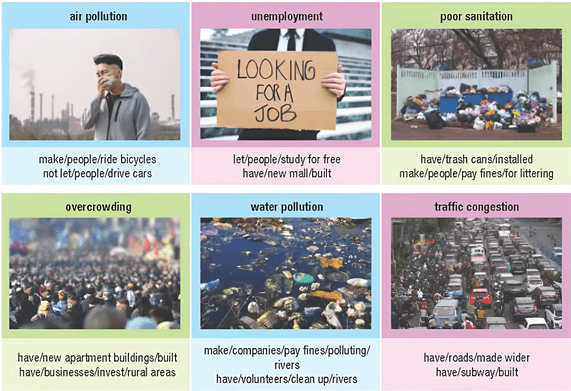 air pollution
unemployment
poor sanitation
LOOKING
FOR A
JOB
make/people/ride bicycles
not let/people/drive cars
let/people/study for free
have/new mall/built
have/trash cans/installed
make/people/pay fines/for littering
overcrowding
water pollution
traffic congestion
have/new apartment buildings/built
have/businesses/invest/rural areas
make/companies/pay fines/polluting/
rivers
have/volunteers/clean up/rivers
have/roads/made wider
have/subway/built